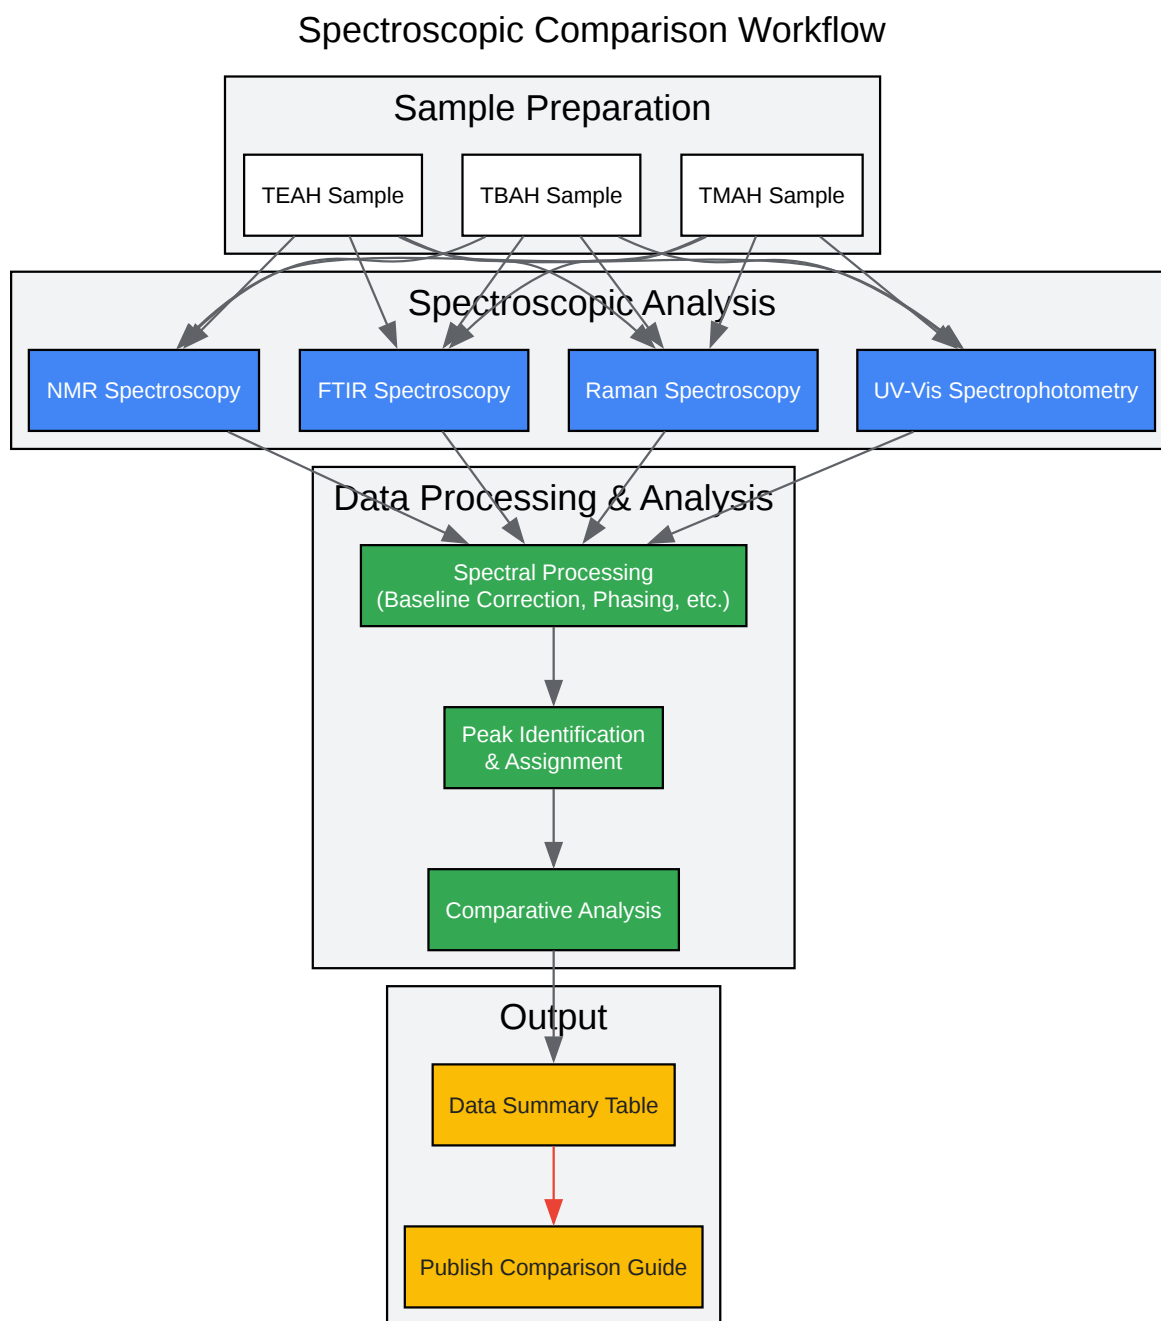 Spectroscopic Comparison Workflow
Sample Preparation
TEAH Sample
TBAH Sample
TMAH Sample
Spectroscopic Analysis
NMR Spectroscopy
FTIR Spectroscopy
Raman Spectroscopy
UV-Vis Spectrophotometry
Data Processing & Analysis
Spectral Processing
(Baseline Correction, Phasing, etc.)
Peak Identification
& Assignment
Comparative Analysis
Output
Data Summary Table
Publish Comparison Guide